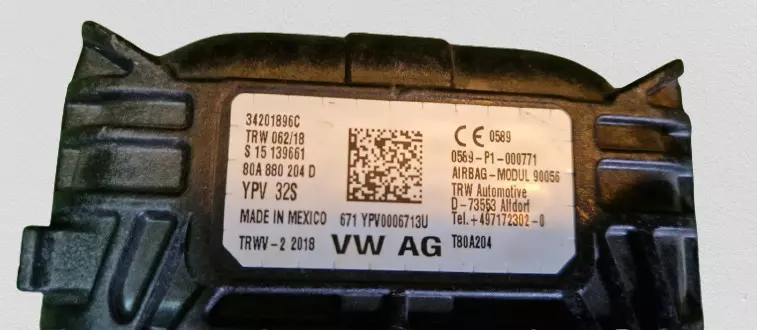 34201896C
TRW 062/18
S 15 139661
80A 880 204 D
YPV 32S
MADE IN MEXICO
671 YPV0006713U
TRWV-2 2018
VW AG
CE 0589
0589-P1-000771
AIRBAG-MODUL 90056
TRW Automotive
D-73553 Alfdorf
Tel.+497172302-0
T80A204